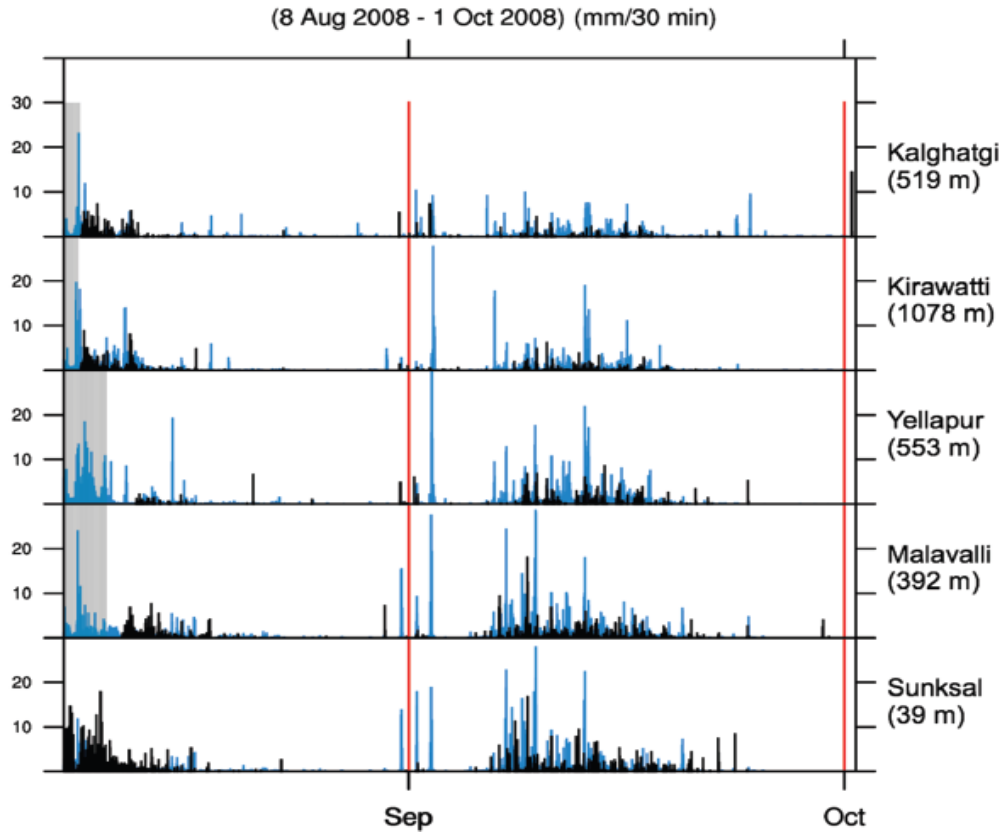 (8 Aug 2008 - 1 Oct 2008) (mm/30 min)
30
20
10
Kalghatgi
(519 m)
20
10
Kirawatti
(1078 m)
20
10
Yellapur
(553 m)
20
10
Malavalli
(392 m)
20
10
Sunksal
(39 m)
Sep
Oct